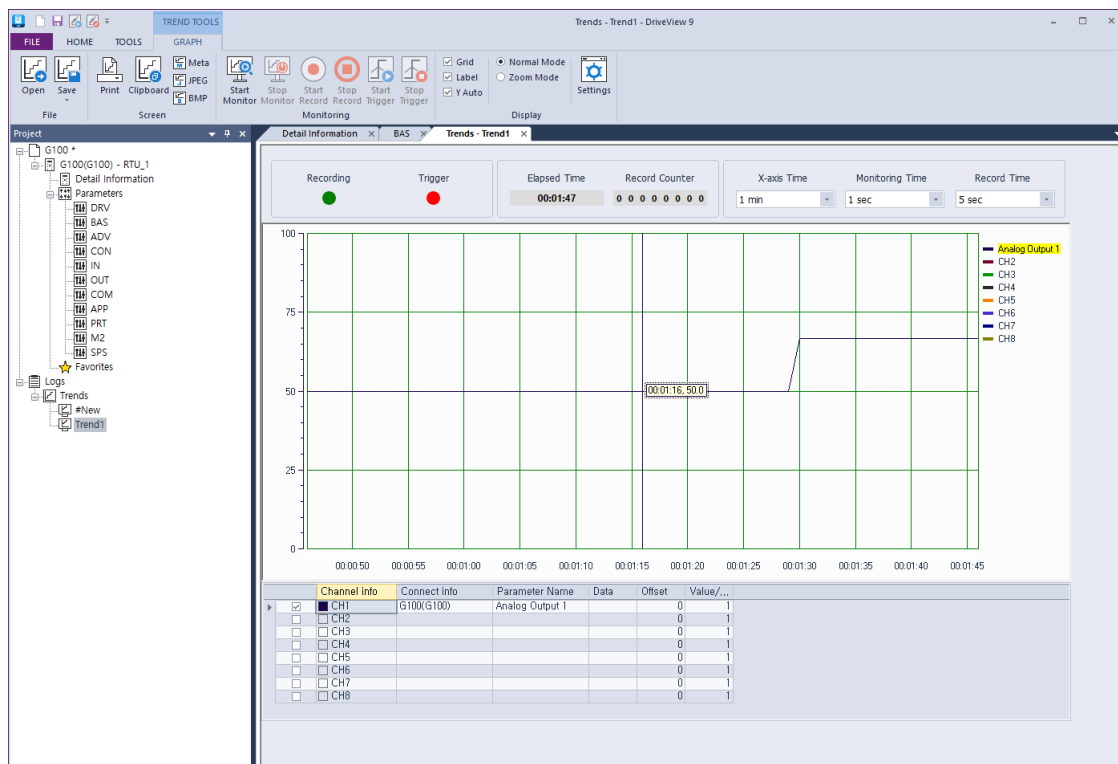 TREND TOOLS
Trends - Trend1 - DriveView 9
FILE HOME TOOLS GRAPH
Open Save Print Clipboard Meta JPEG BMP
Start Monitor Stop Monitor Start Record Stop Record Start Trigger Stop Trigger
Grid Label Y Auto Normal Mode Zoom Mode Settings
File Screen Monitoring Display
Project
G100 *
G100(G100) - RTU_1
Detail Information
Parameters
DRV
BAS
ADV
CON
IN
OUT
COM
APP
PRT
M2
SPS
Favorites
Logs
Trends
#New
Trend1
Detail Information BAS Trends - Trend1
Recording Trigger Elapsed Time Record Counter X-axis Time Monitoring Time Record Time
00:01:47 0 0 0 0 0 0 0 0 1 min 1 sec 5 sec
100
75
50
25
0
00:01:16, 50.0
00:00:50 00:00:55 00:01:00 00:01:05 00:01:10 00:01:15 00:01:20 00:01:25 00:01:30 00:01:35 00:01:40 00:01:45
Analog Output 1
CH2
CH3
CH4
CH5
CH6
CH7
CH8
Channel info Connect info Parameter Name Data Offset Value/...
CH1 G100(G100) Analog Output 1 0 1
CH2 0 1
CH3 0 1
CH4 0 1
CH5 0 1
CH6 0 1
CH7 0 1
CH8 0 1